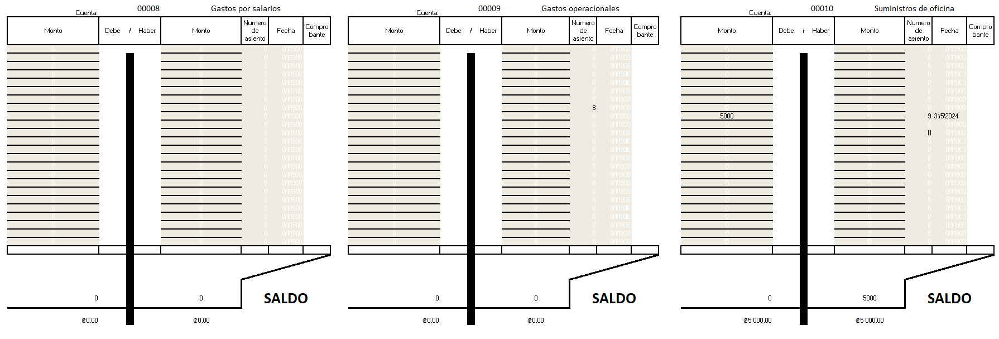 Cuenta: 00008 Gastos por salarios Cuenta: 00009 Gastos operacionales Cuenta: 00010 Suministros de oficina
Monto Debe / Haber Monto Numero de asiento Fecha Compro bante Monto Debe / Haber Monto Numero de asiento Fecha Compro bante Monto Debe / Haber Monto Numero de asiento Fecha Compro bante
0 0 0 0/1/1900 0 0 0 0/1/1900 0 0 0 0/1/1900
0 0 0 0/1/1900 0 0 0 0/1/1900 0 0 0 0/1/1900
0 0 0 0/1/1900 0 0 0 0/1/1900 0 0 0 0/1/1900
0 0 0 0/1/1900 0 0 0 0/1/1900 0 0 0 0/1/1900
0 0 0 0/1/1900 0 0 0 0/1/1900 0 0 0 0/1/1900
0 0 0 0/1/1900 0 0 0 0/1/1900 0 0 0 0/1/1900
0 0 0 0/1/1900 0 0 0 0/1/1900 0 0 0 0/1/1900
0 0 0 0/1/1900 0 0 8 0/1/1900 0 0 0 0/1/1900
0 0 0 0/1/1900 0 0 0 0/1/1900 5000 0 9 31/5/2024
0 0 0 0/1/1900 0 0 0 0/1/1900 0 0 0 0/1/1900
0 0 0 0/1/1900 0 0 0 0/1/1900 0 0 11 0/1/1900
0 0 0 0/1/1900 0 0 0 0/1/1900 0 0 0 0/1/1900
0 0 0 0/1/1900 0 0 0 0/1/1900 0 0 0 0/1/1900
0 0 0 0/1/1900 0 0 0 0/1/1900 0 0 0 0/1/1900
0 0 0 0/1/1900 0 0 0 0/1/1900 0 0 0 0/1/1900
0 0 0 0/1/1900 0 0 0 0/1/1900 0 0 0 0/1/1900
0 0 0 0/1/1900 0 0 0 0/1/1900 0 0 0 0/1/1900
0 0 0 0/1/1900 0 0 0 0/1/1900 0 0 0 0/1/1900
0 0 0 0/1/1900 0 0 0 0/1/1900 0 0 0 0/1/1900
0 0 0 0/1/1900 0 0 0 0/1/1900 0 0 0 0/1/1900
0 0 0 0/1/1900 0 0 0 0/1/1900 0 0 0 0/1/1900
0 0 0 0/1/1900 0 0 0 0/1/1900 0 0 0 0/1/1900
0 0 0 0/1/1900 0 0 0 0/1/1900 0 0 0 0/1/1900
0 0 0 0/1/1900 0 0 0 0/1/1900 0 0 0 0/1/1900
0 0 SALDO 0 0 SALDO 0 5000 SALDO
₡0,00 ₡0,00 ₡0,00 ₡0,00 ₡5 000,00 ₡5 000,00